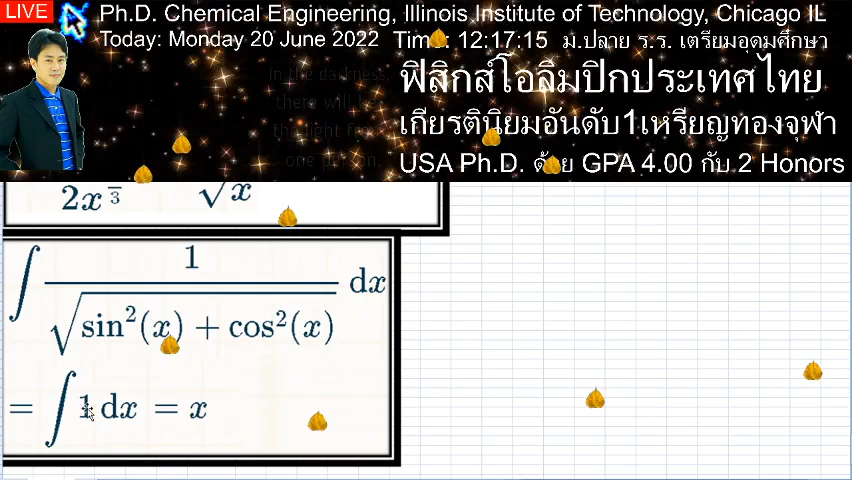 LIVE
Ph.D. Chemical Engineering, Illinois Institute of Technology, Chicago IL
Today: Monday 20 June 2022 Time: 12:17:15 ม.ปลาย ร.ร. เตรียมอุดมศึกษา
In the darkness,
there will be
the light from
one person.
ฟิสิกส์โอลิมปิกประเทศไทย
เกียรตินิยมอันดับ1เหรียญทองจุฬา
USA Ph.D. ด้วย GPA 4.00 กับ 2 Honors
2x^{\overline{3}} √x
∫ 1/√(sin²(x) + cos²(x)) dx
= ∫ 1 dx = x